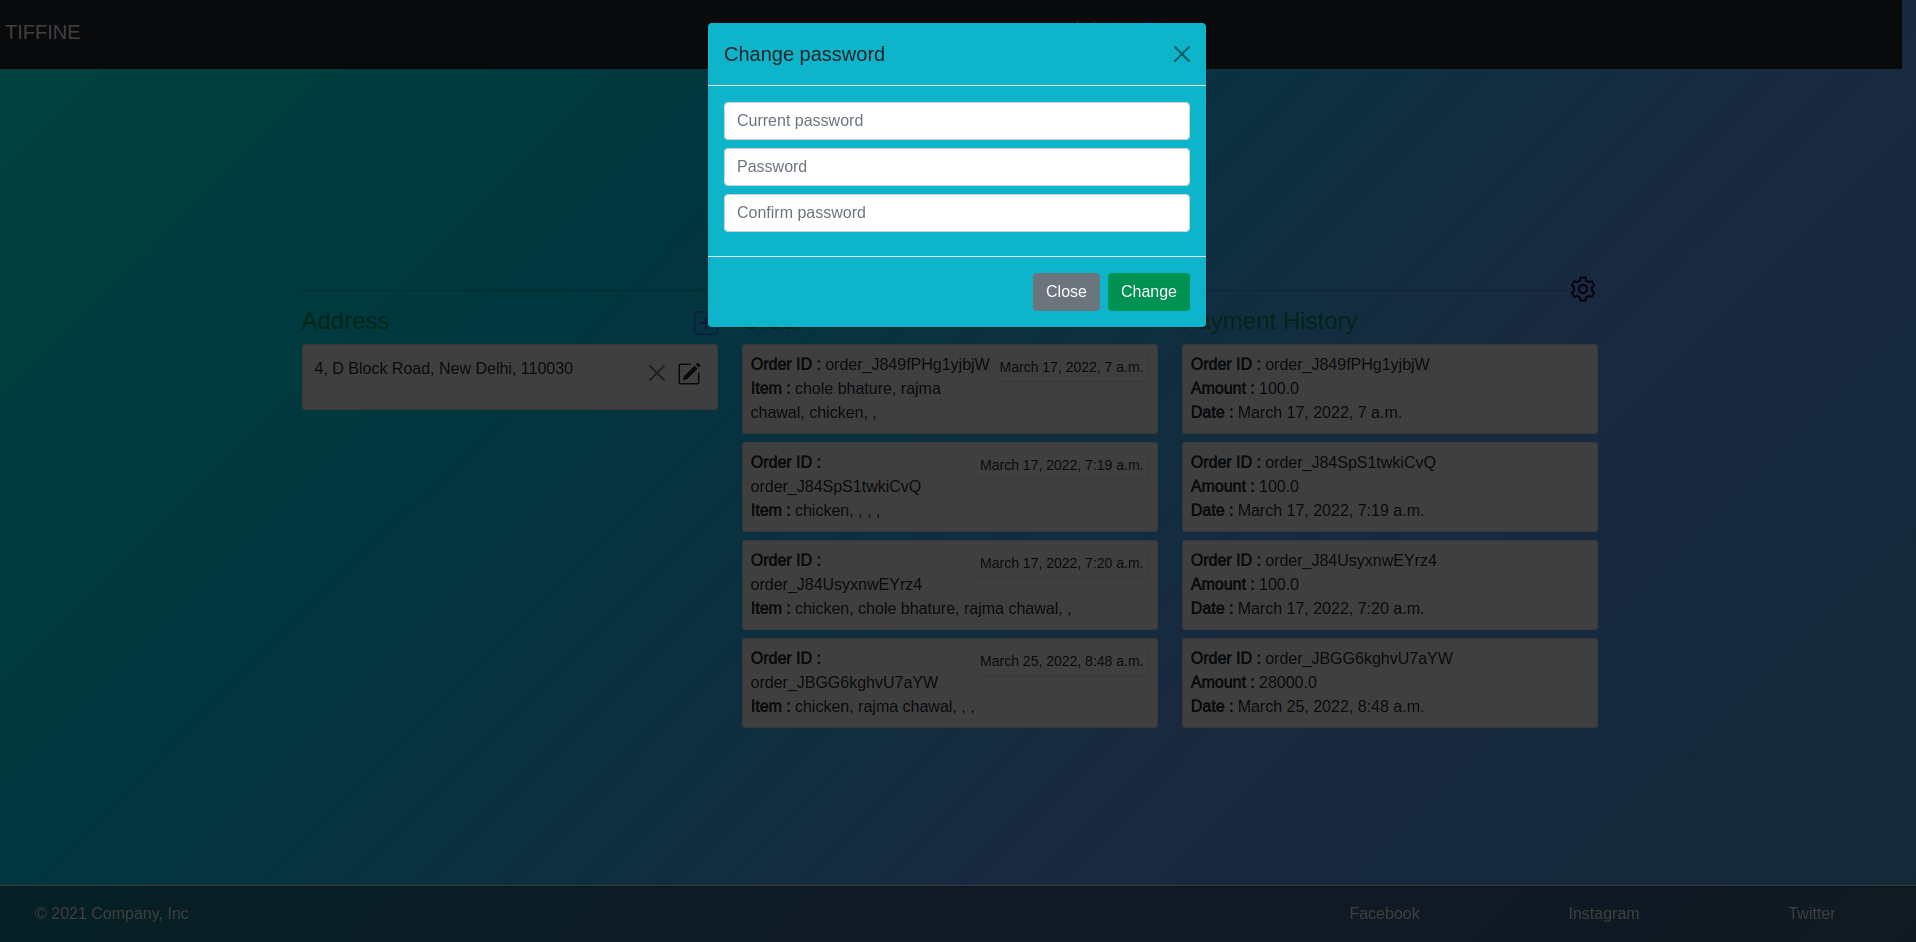 TIFFINE
Change password
Current password
Password
Confirm password
Close
Change
Address
4, D Block Road, New Delhi, 110030
Order ID : order_J849fPHg1yjbjW
March 17, 2022, 7 a.m.
Item : chole bhature, rajma
chawal, chicken, ,
Order ID :
March 17, 2022, 7:19 a.m.
order_J84SpS1twkiCvQ
Item : chicken, , , ,
Order ID :
March 17, 2022, 7:20 a.m.
order_J84UsyxnwEYrz4
Item : chicken, chole bhature, rajma chawal, ,
Order ID :
March 25, 2022, 8:48 a.m.
order_JBGG6kghvU7aYW
Item : chicken, rajma chawal, , ,
Payment History
Order ID : order_J849fPHg1yjbjW
Amount : 100.0
Date : March 17, 2022, 7 a.m.
Order ID : order_J84SpS1twkiCvQ
Amount : 100.0
Date : March 17, 2022, 7:19 a.m.
Order ID : order_J84UsyxnwEYrz4
Amount : 100.0
Date : March 17, 2022, 7:20 a.m.
Order ID : order_JBGG6kghvU7aYW
Amount : 28000.0
Date : March 25, 2022, 8:48 a.m.
© 2021 Company, Inc
Facebook
Instagram
Twitter